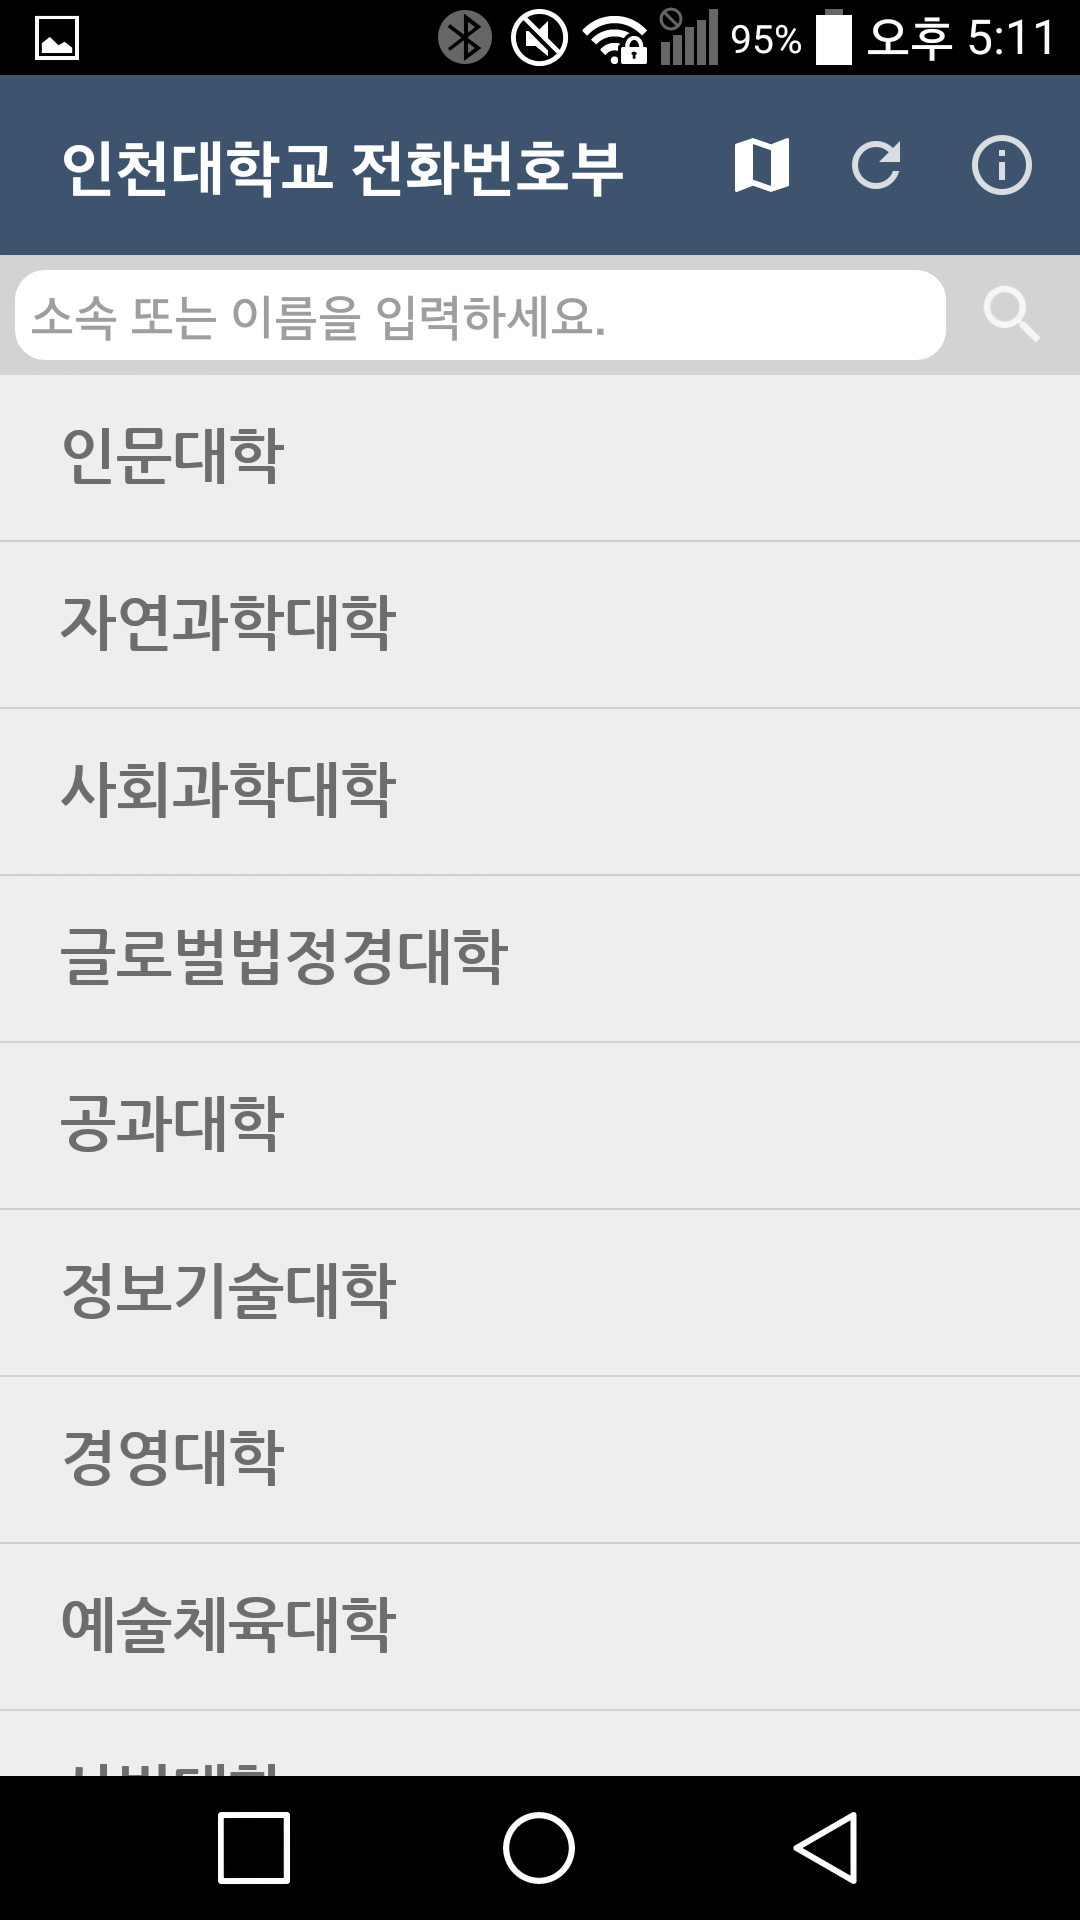 95% 오후 5:11
인천대학교 전화번호부
소속 또는 이름을 입력하세요.
인문대학
자연과학대학
사회과학대학
글로벌법정경대학
공과대학
정보기술대학
경영대학
예술체육대학